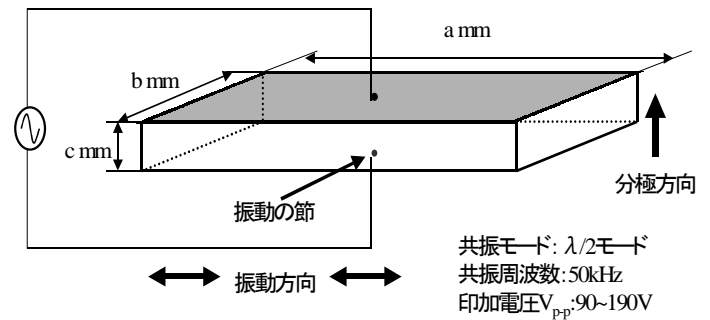 a mm
b mm
c mm
分極方向
振動の節
振動方向
共振モード: λ/2モード
共振周波数:50kHz
印加電圧Vp-p:90~190V